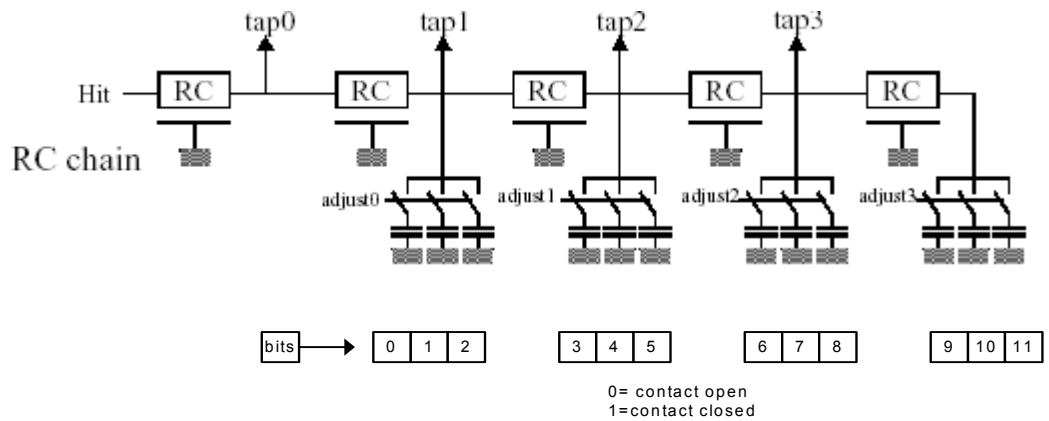 tap0 tap1 tap2 tap3
Hit RC RC RC RC RC
RC chain
adjust0 adjust1 adjust2 adjust3
bits 0 1 2 3 4 5 6 7 8 9 10 11
0= contact open
1=contact closed